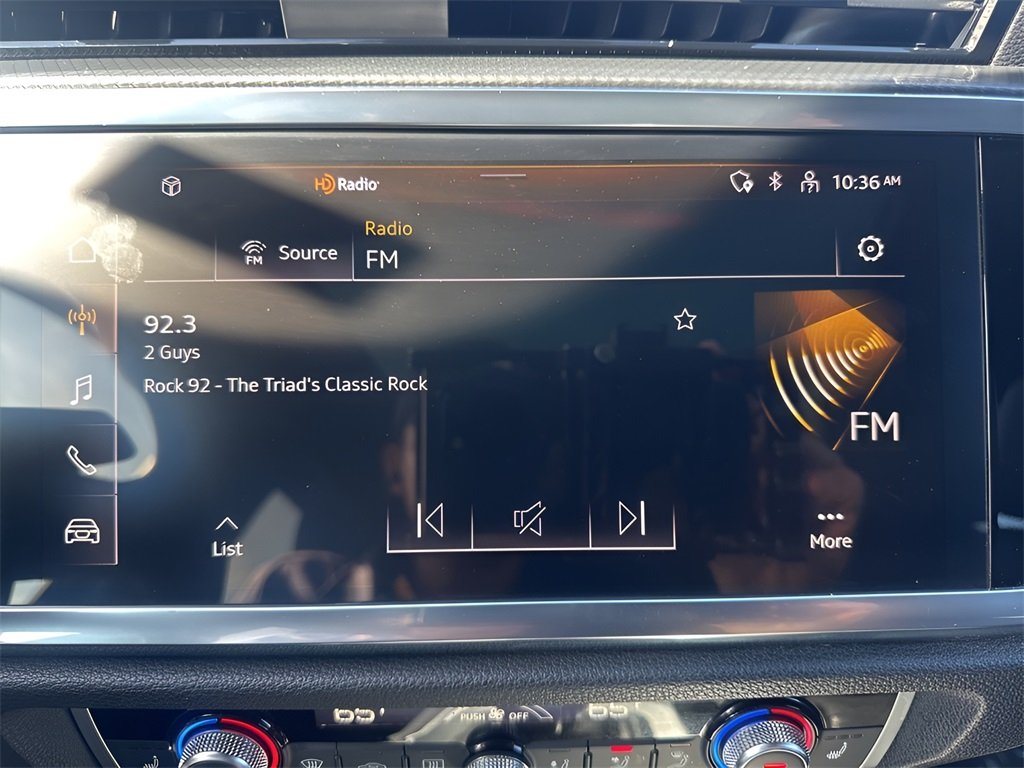 HD Radio
10:36 AM
FM Source
Radio
FM
92.3
2 Guys
Rock 92 - The Triad's Classic Rock
FM
List
More
PUSH OFF